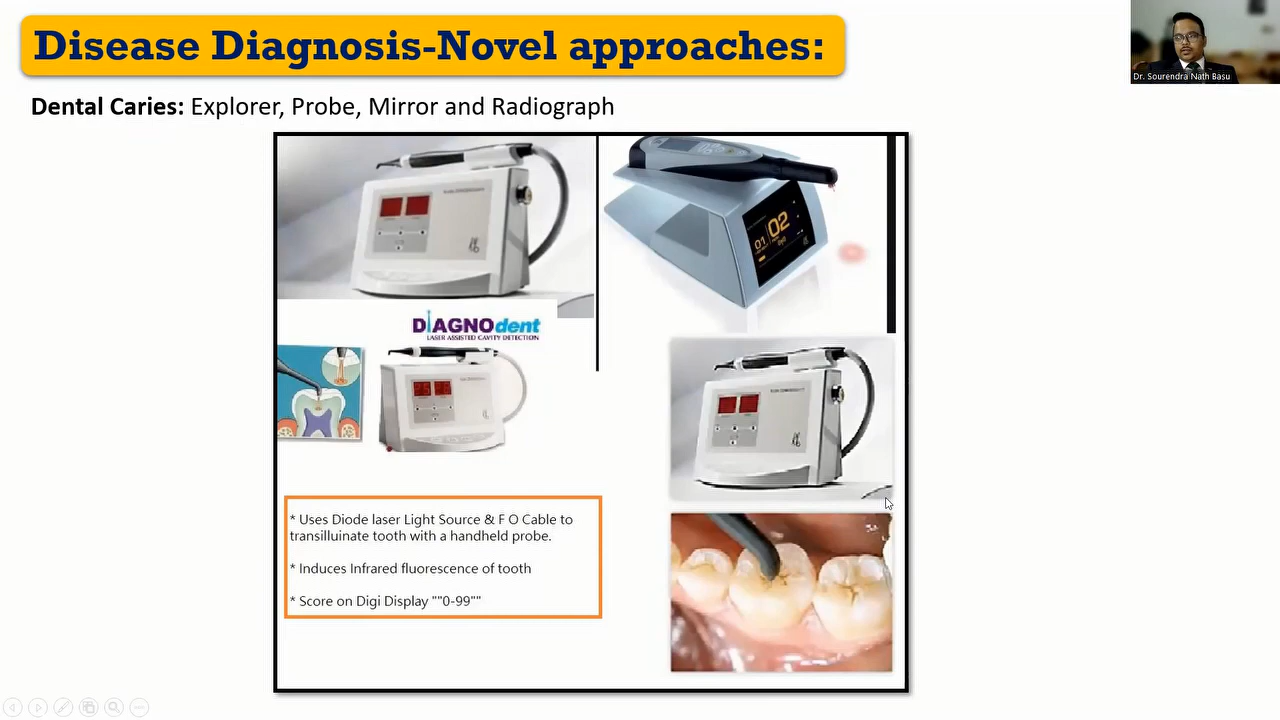 Disease Diagnosis-Novel approaches:
Dr. Sourendra Nath Basu
Dental Caries: Explorer, Probe, Mirror and Radiograph
01 02
DIAGNOdent
LASER ASSISTED CAVITY DETECTION
* Uses Diode laser Light Source & F O Cable to
transilluinate tooth with a handheld probe.
* Induces Infrared fluorescence of tooth
* Score on Digi Display ""0-99""